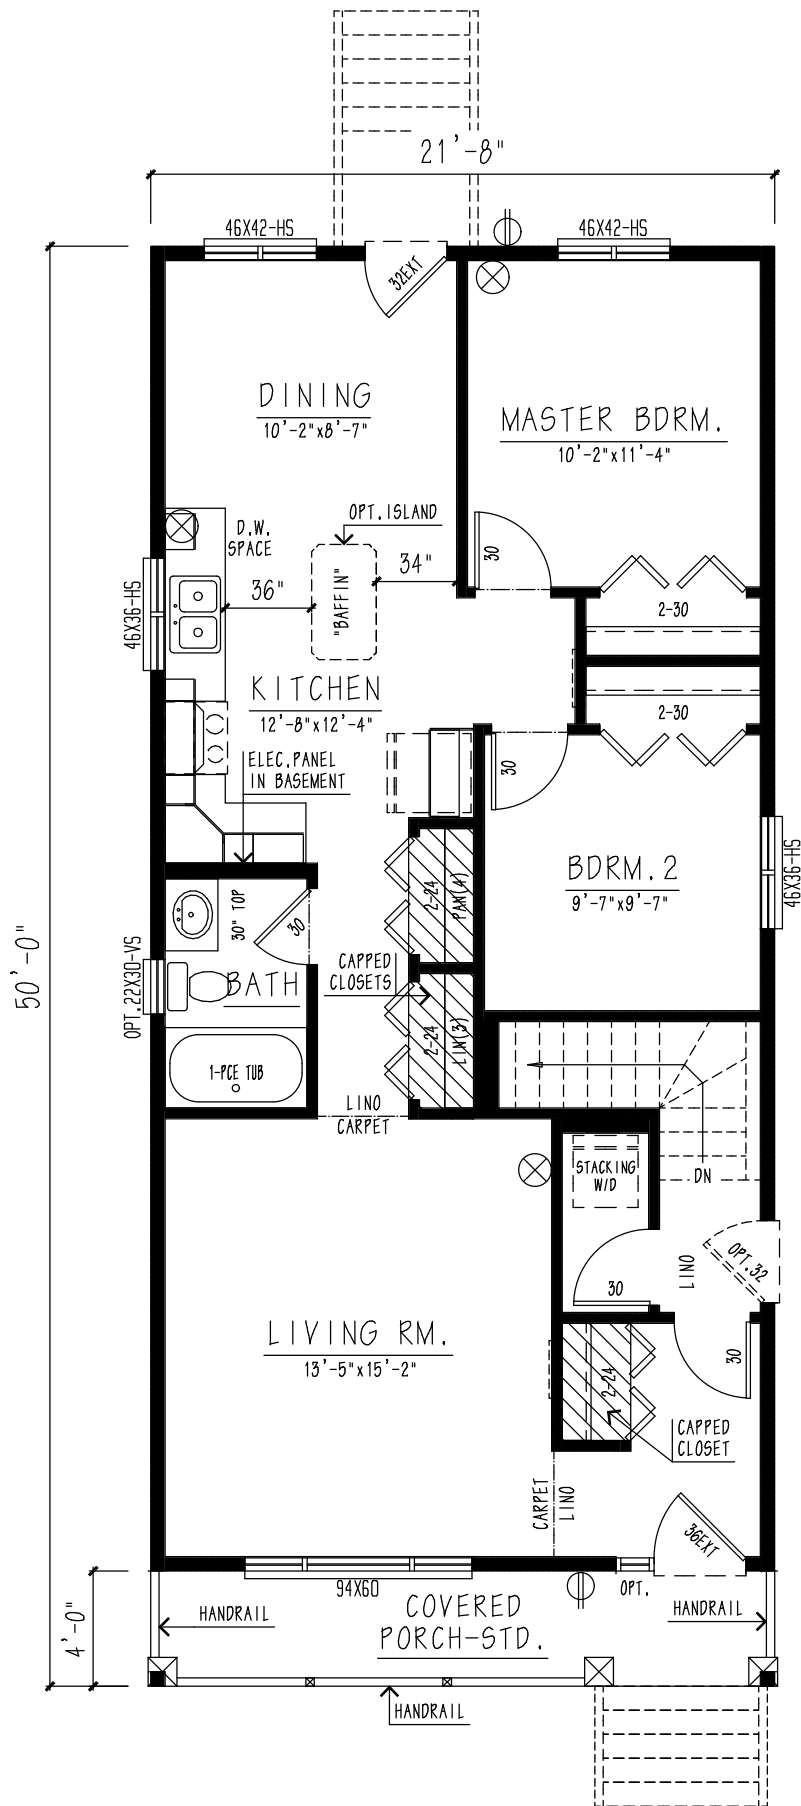 21'-8"
46X42-HS
46X42-HS
32EXT
DINING
10'-2"x8'-7"
MASTER BDRM.
10'-2"x11'-4"
OPT.ISLAND
D.W.
SPACE
30
36"
34"
"BAFFIN"
46X36-HS
2-30
KITCHEN
12'-8"x12'-4"
2-30
ELEC.PANEL
IN BASEMENT
30
BDRM.2
9'-7"x9'-7"
46X36-HS
2-24
PAN(4)
30" TOP
30
50'-0"
OPT.22X30-VS
BATH
CAPPED
CLOSETS
2-24
LIN(3)
1-PCE TUB
LINO
CARPET
STACKING
W/D
DN
OPT.32
LINO
30
LIVING RM.
13'-5"x15'-2"
30
2-24
CAPPED
CLOSET
CARPET
LINO
36EXT
94X60
OPT.
4'-0"
HANDRAIL
COVERED
PORCH-STD.
HANDRAIL
HANDRAIL